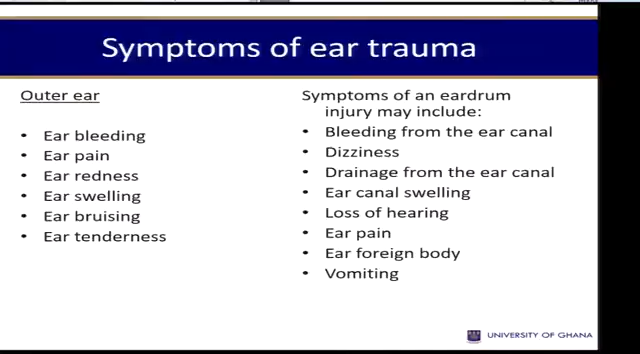 Symptoms of ear trauma
Outer ear
• Ear bleeding
• Ear pain
• Ear redness
• Ear swelling
• Ear bruising
• Ear tenderness
Symptoms of an eardrum
injury may include:
• Bleeding from the ear canal
• Dizziness
• Drainage from the ear canal
• Ear canal swelling
• Loss of hearing
• Ear pain
• Ear foreign body
• Vomiting
UNIVERSITY OF GHANA